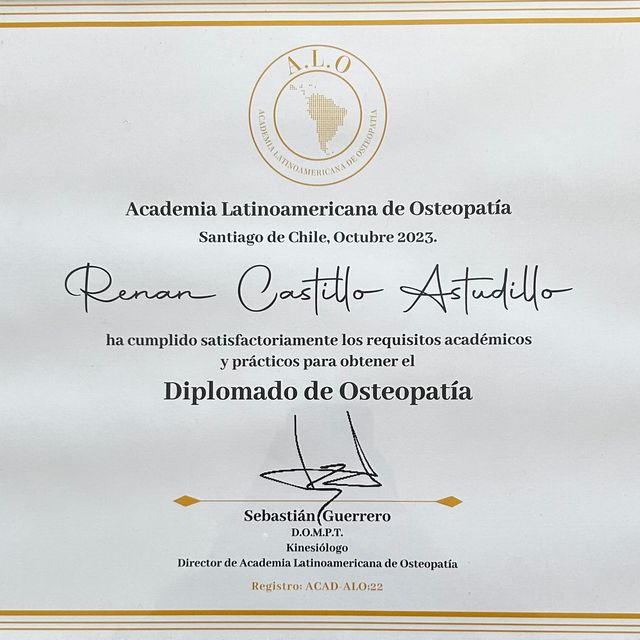 A.L.O
ACADEMIA LATINOAMERICANA DE OSTEOPATÍA
Academia Latinoamericana de Osteopatía
Santiago de Chile, Octubre 2023.
Renan Castillo Astudillo
ha cumplido satisfactoriamente los requisitos académicos
y prácticos para obtener el
Diplomado de Osteopatía
Sebastián Guerrero
D.O.M.P.T.
Kinesiólogo
Director de Academia Latinoamericana de Osteopatía
Registro: ACAD-ALO:22